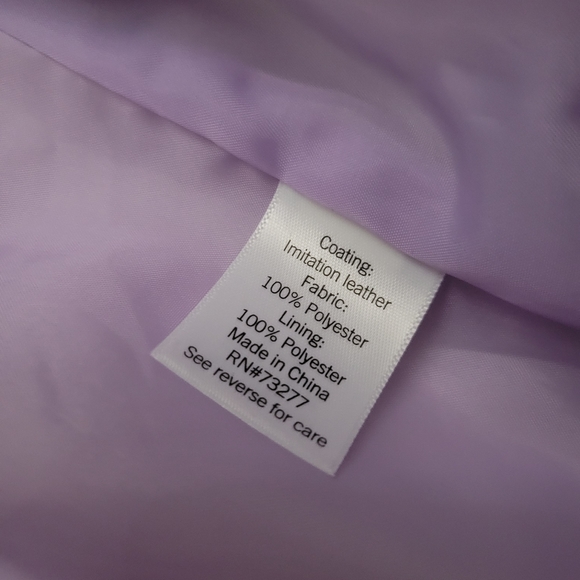 Coating:
Imitation leather
Fabric:
100% Polyester
Lining:
100% Polyester
Made in China
RN#73277
See reverse for care